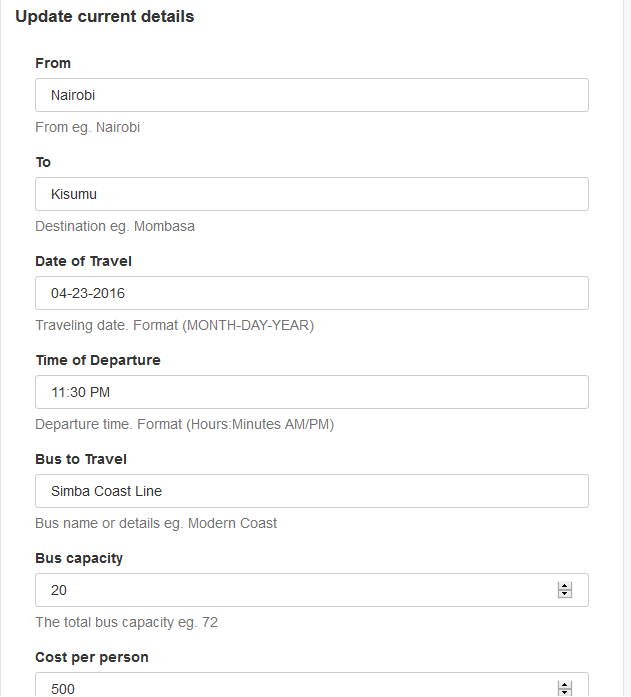 Update current details
From
Nairobi
From eg. Nairobi
To
Kisumu
Destination eg. Mombasa
Date of Travel
04-23-2016
Traveling date. Format (MONTH-DAY-YEAR)
Time of Departure
11:30 PM
Departure time. Format (Hours:Minutes AM/PM)
Bus to Travel
Simba Coast Line
Bus name or details eg. Modern Coast
Bus capacity
20
The total bus capacity eg. 72
Cost per person
500